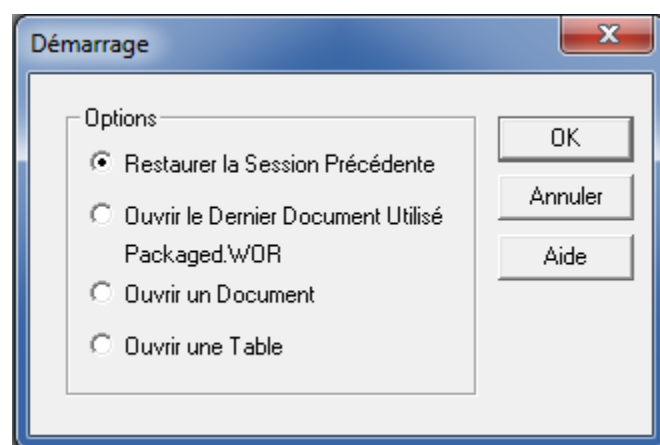 Démarrage
Options
Restaurer la Session Précédente
Ouvrir le Dernier Document Utilisé
Packaged.WOR
Ouvrir un Document
Ouvrir une Table
OK
Annuler
Aide